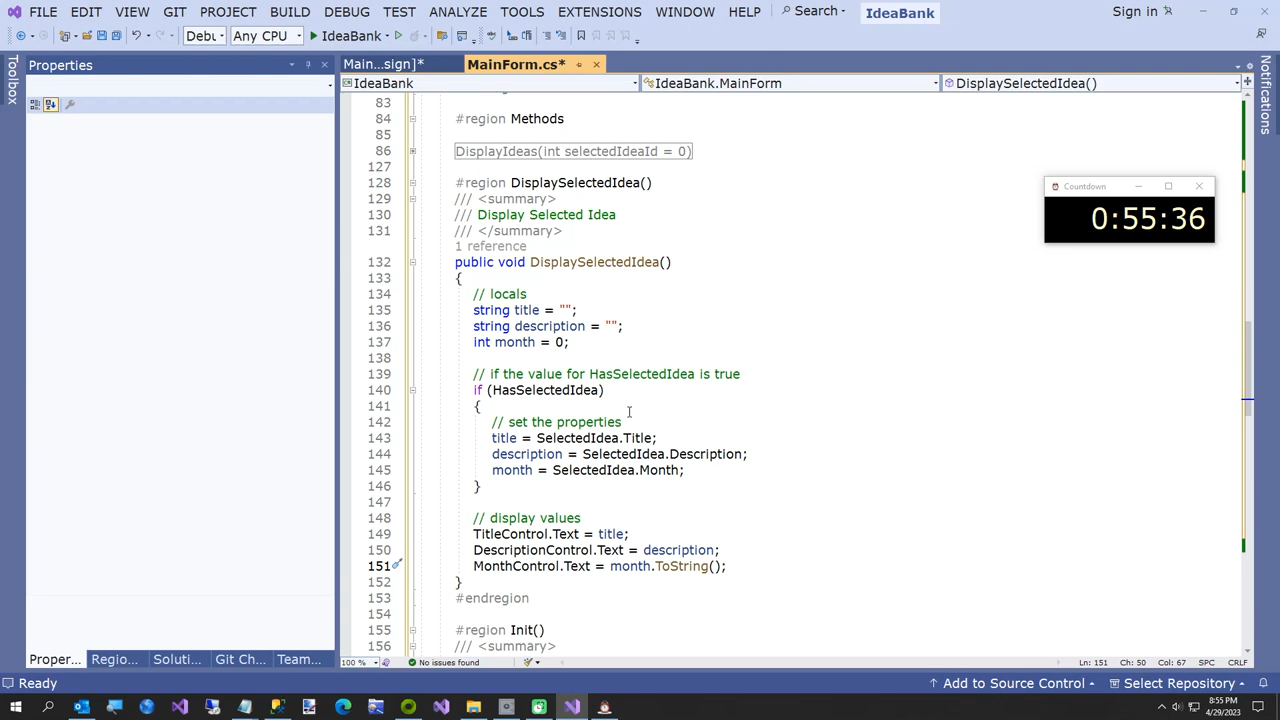 FILE EDIT VIEW GIT PROJECT BUILD DEBUG TEST ANALYZE TOOLS EXTENSIONS WINDOW HELP Search IdeaBank Sign in
Debu Any CPU IdeaBank
Toolbox
Properties
Main...sign]* MainForm.cs*
IdeaBank IdeaBank.MainForm DisplaySelectedIdea()
Notifications
83
84 #region Methods
85
86 DisplayIdeas(int selectedIdeaId = 0)
127
128 #region DisplaySelectedIdea()
129 /// <summary>
130 /// Display Selected Idea
131 /// </summary>
1 reference
132 public void DisplaySelectedIdea()
133 {
134 // locals
135 string title = "";
136 string description = "";
137 int month = 0;
138
139 // if the value for HasSelectedIdea is true
140 if (HasSelectedIdea)
141 {
142 // set the properties
143 title = SelectedIdea.Title;
144 description = SelectedIdea.Description;
145 month = SelectedIdea.Month;
146 }
147
148 // display values
149 TitleControl.Text = title;
150 DescriptionControl.Text = description;
151 MonthControl.Text = month.ToString();
152 }
153 #endregion
154
155 #region Init()
156 /// <summary>
Countdown
0:55:36
Proper... Regio... Soluti... Git Ch... Team...
100 % No issues found Ln: 151 Ch: 50 Col: 67 SPC CRLF
Ready Add to Source Control Select Repository
8:55 PM
4/29/2023